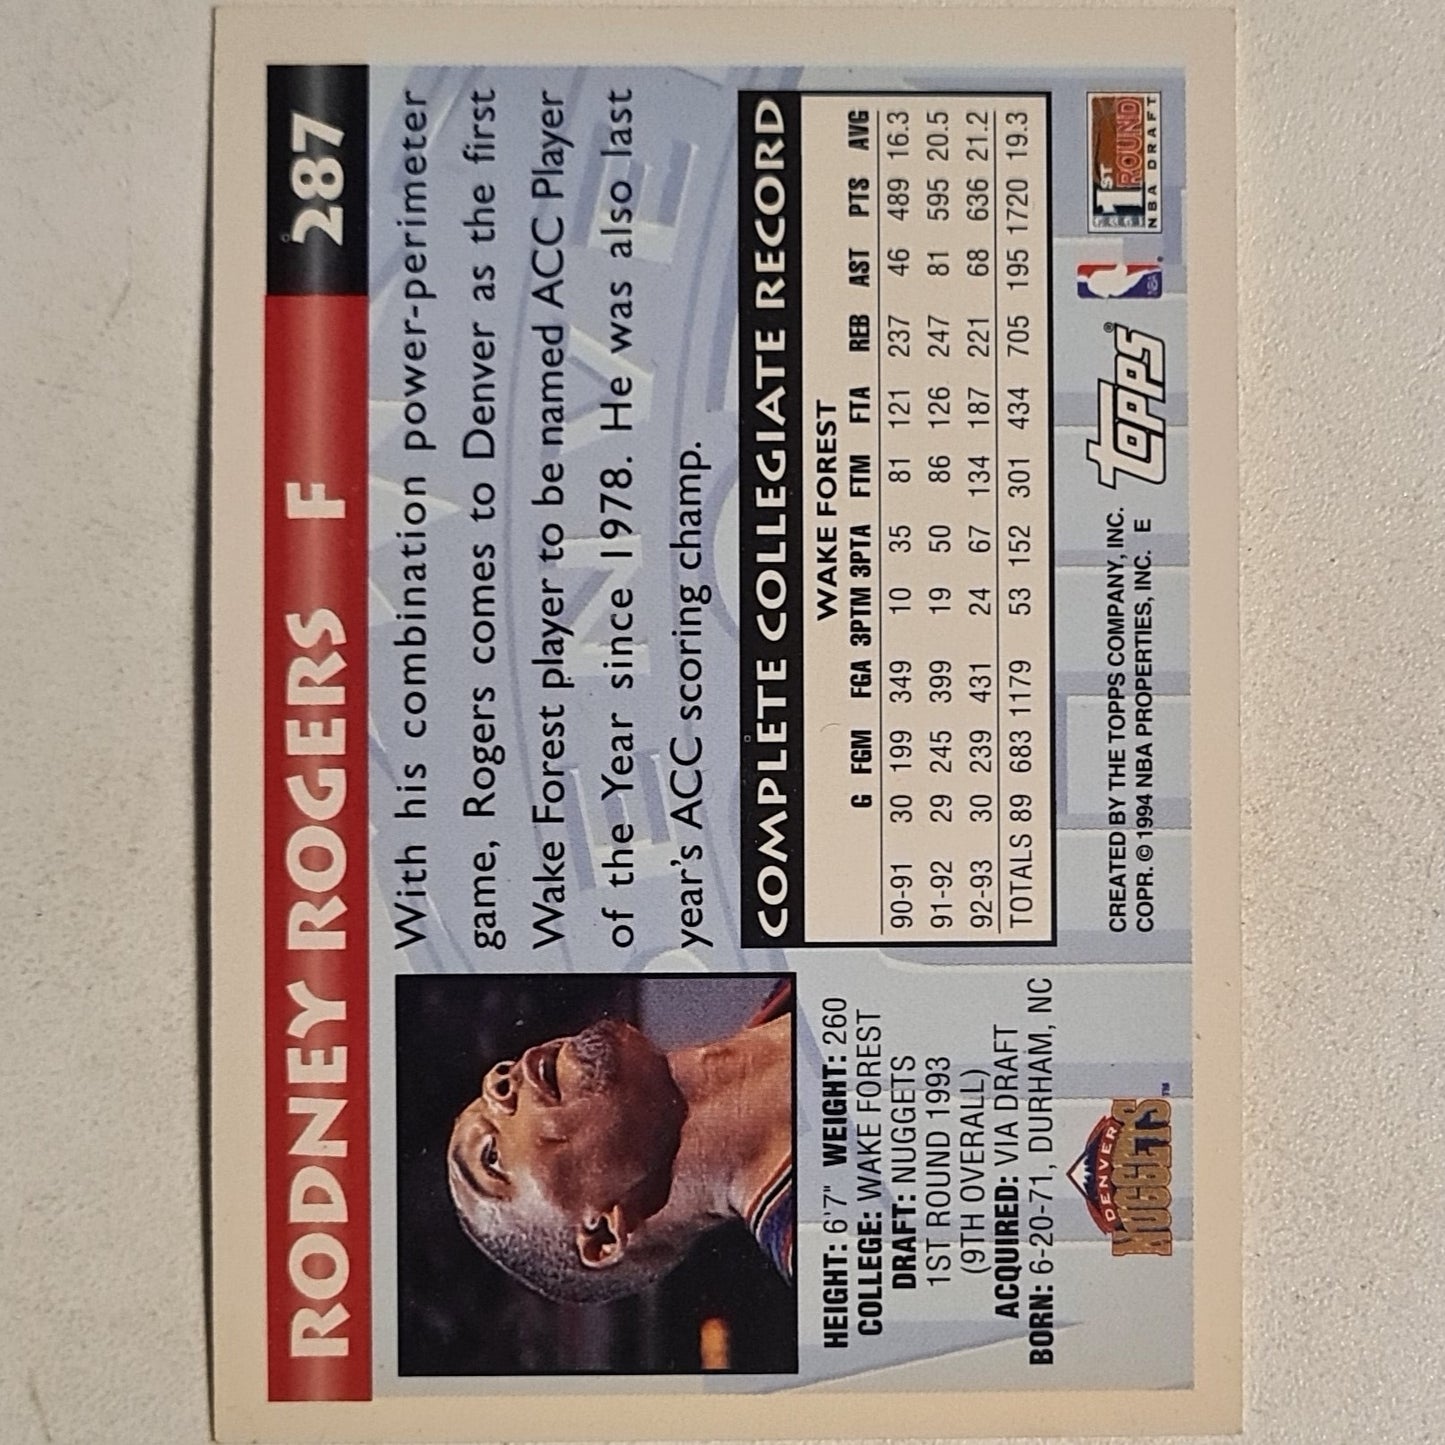 RODNEY ROGERS F 287
With his combination power-perimeter
game, Rogers comes to Denver as the first
Wake Forest player to be named ACC Player
of the Year since 1978. He was also last
year's ACC scoring champ.
COMPLETE COLLEGIATE RECORD
WAKE FOREST
G FGM FGA 3PTM 3PTA FTM FTA REB AST PTS AVG
90-91 30 199 349 10 35 81 121 237 46 489 16.3
91-92 29 245 399 19 50 86 126 247 81 595 20.5
92-93 30 239 431 24 67 134 187 221 68 636 21.2
TOTALS 89 683 1179 53 152 301 434 705 195 1720 19.3
HEIGHT: 6'7" WEIGHT: 260
COLLEGE: WAKE FOREST
DRAFT: NUGGETS
1ST ROUND 1993
(9TH OVERALL)
ACQUIRED: VIA DRAFT
BORN: 6-20-71, DURHAM, NC
DENVER
NUGGETS™
CREATED BY THE TOPPS COMPANY, INC.
COPR. © 1994 NBA PROPERTIES, INC. E
TOPPS®
NBA
1ST
ROUND
1993
NBA DRAFT
DENVER